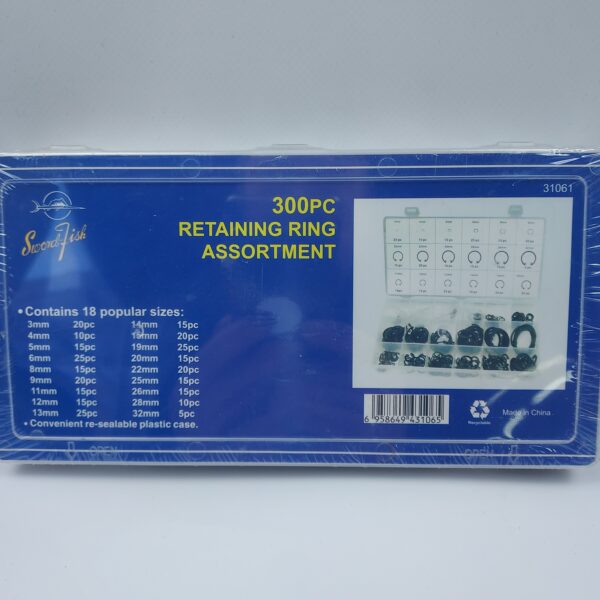 31061
Swordfish
300PC
RETAINING RING
ASSORTMENT
• Contains 18 popular sizes:
3mm 20pc 14mm 15pc
4mm 10pc 20pc
5mm 15pc 19mm 25pc
6mm 25pc 20mm 15pc
8mm 15pc 22mm 20pc
9mm 20pc 25mm 15pc
11mm 15pc 26mm 15pc
12mm 15pc 28mm 10pc
13mm 25pc 32mm 5pc
• Convenient re-sealable plastic case.
6 958649 431065
Recyclable
Made in China
OPEN OPEN